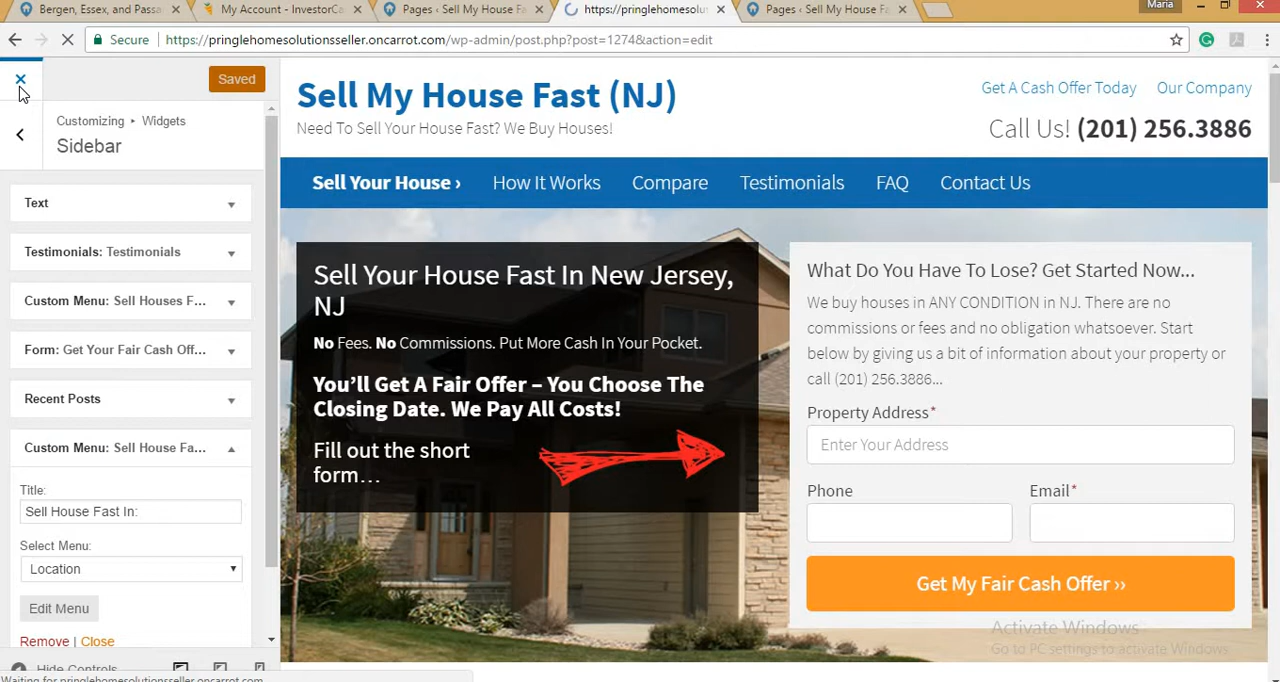 Bergen, Essex, and Passa
My Account - InvestorCa
Pages ‹ Sell My House F
https://pringlehomesolu
Pages ‹ Sell My House Fa
Maria
Secure
https://pringlehomesolutionsseller.oncarrot.com/wp-admin/post.php?post=1274&action=edit
Saved
Customizing ▸ Widgets
Sidebar
Text
Testimonials: Testimonials
Custom Menu: Sell Houses F...
Form: Get Your Fair Cash Off...
Recent Posts
Custom Menu: Sell House Fa...
Title:
Sell House Fast In:
Select Menu:
Location
Edit Menu
Remove | Close
Hide Controls
Waiting for pringlehomesolutionsseller.oncarrot.com
Sell My House Fast (NJ)
Need To Sell Your House Fast? We Buy Houses!
Get A Cash Offer Today
Our Company
Call Us! (201) 256.3886
Sell Your House ›
How It Works
Compare
Testimonials
FAQ
Contact Us
Sell Your House Fast In New Jersey,
NJ
No Fees. No Commissions. Put More Cash In Your Pocket.
You’ll Get A Fair Offer – You Choose The
Closing Date. We Pay All Costs!
Fill out the short
form…
What Do You Have To Lose? Get Started Now...
We buy houses in ANY CONDITION in NJ. There are no
commissions or fees and no obligation whatsoever. Start
below by giving us a bit of information about your property or
call (201) 256.3886...
Property Address*
Enter Your Address
Phone
Email*
Get My Fair Cash Offer ››
Activate Windows
Go to PC settings to activate Windows.